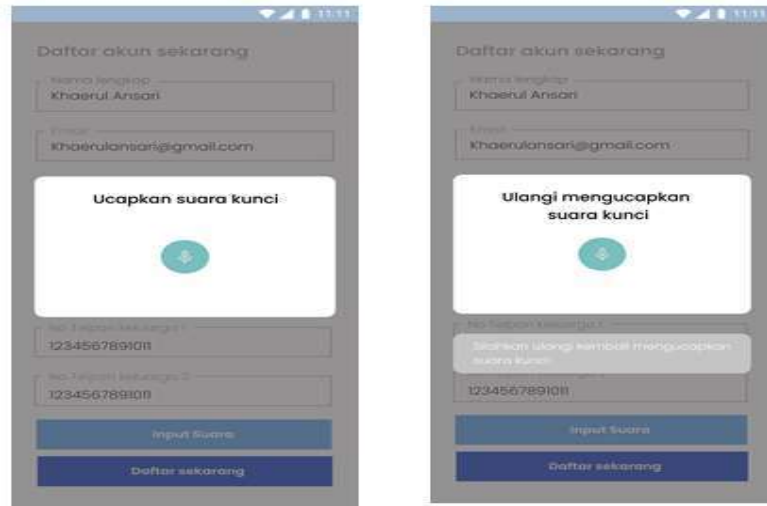 11:11
Daftar akun sekarang
Nama lengkap
Khaerul Ansari
Email
Khaerulansari@gmail.com
Ucapkan suara kunci
No Telpon keluarga 1
1234567891011
No Telpon keluarga 2
1234567891011
Input Suara
Daftar sekarang
11:11
Daftar akun sekarang
Nama lengkap
Khaerul Ansari
Email
Khaerulansari@gmail.com
Ulangi mengucapkan
suara kunci
No Telpon keluarga 1
Silahkan ulangi kembali mengucapkan
suara kunci
1234567891011
Input Suara
Daftar sekarang